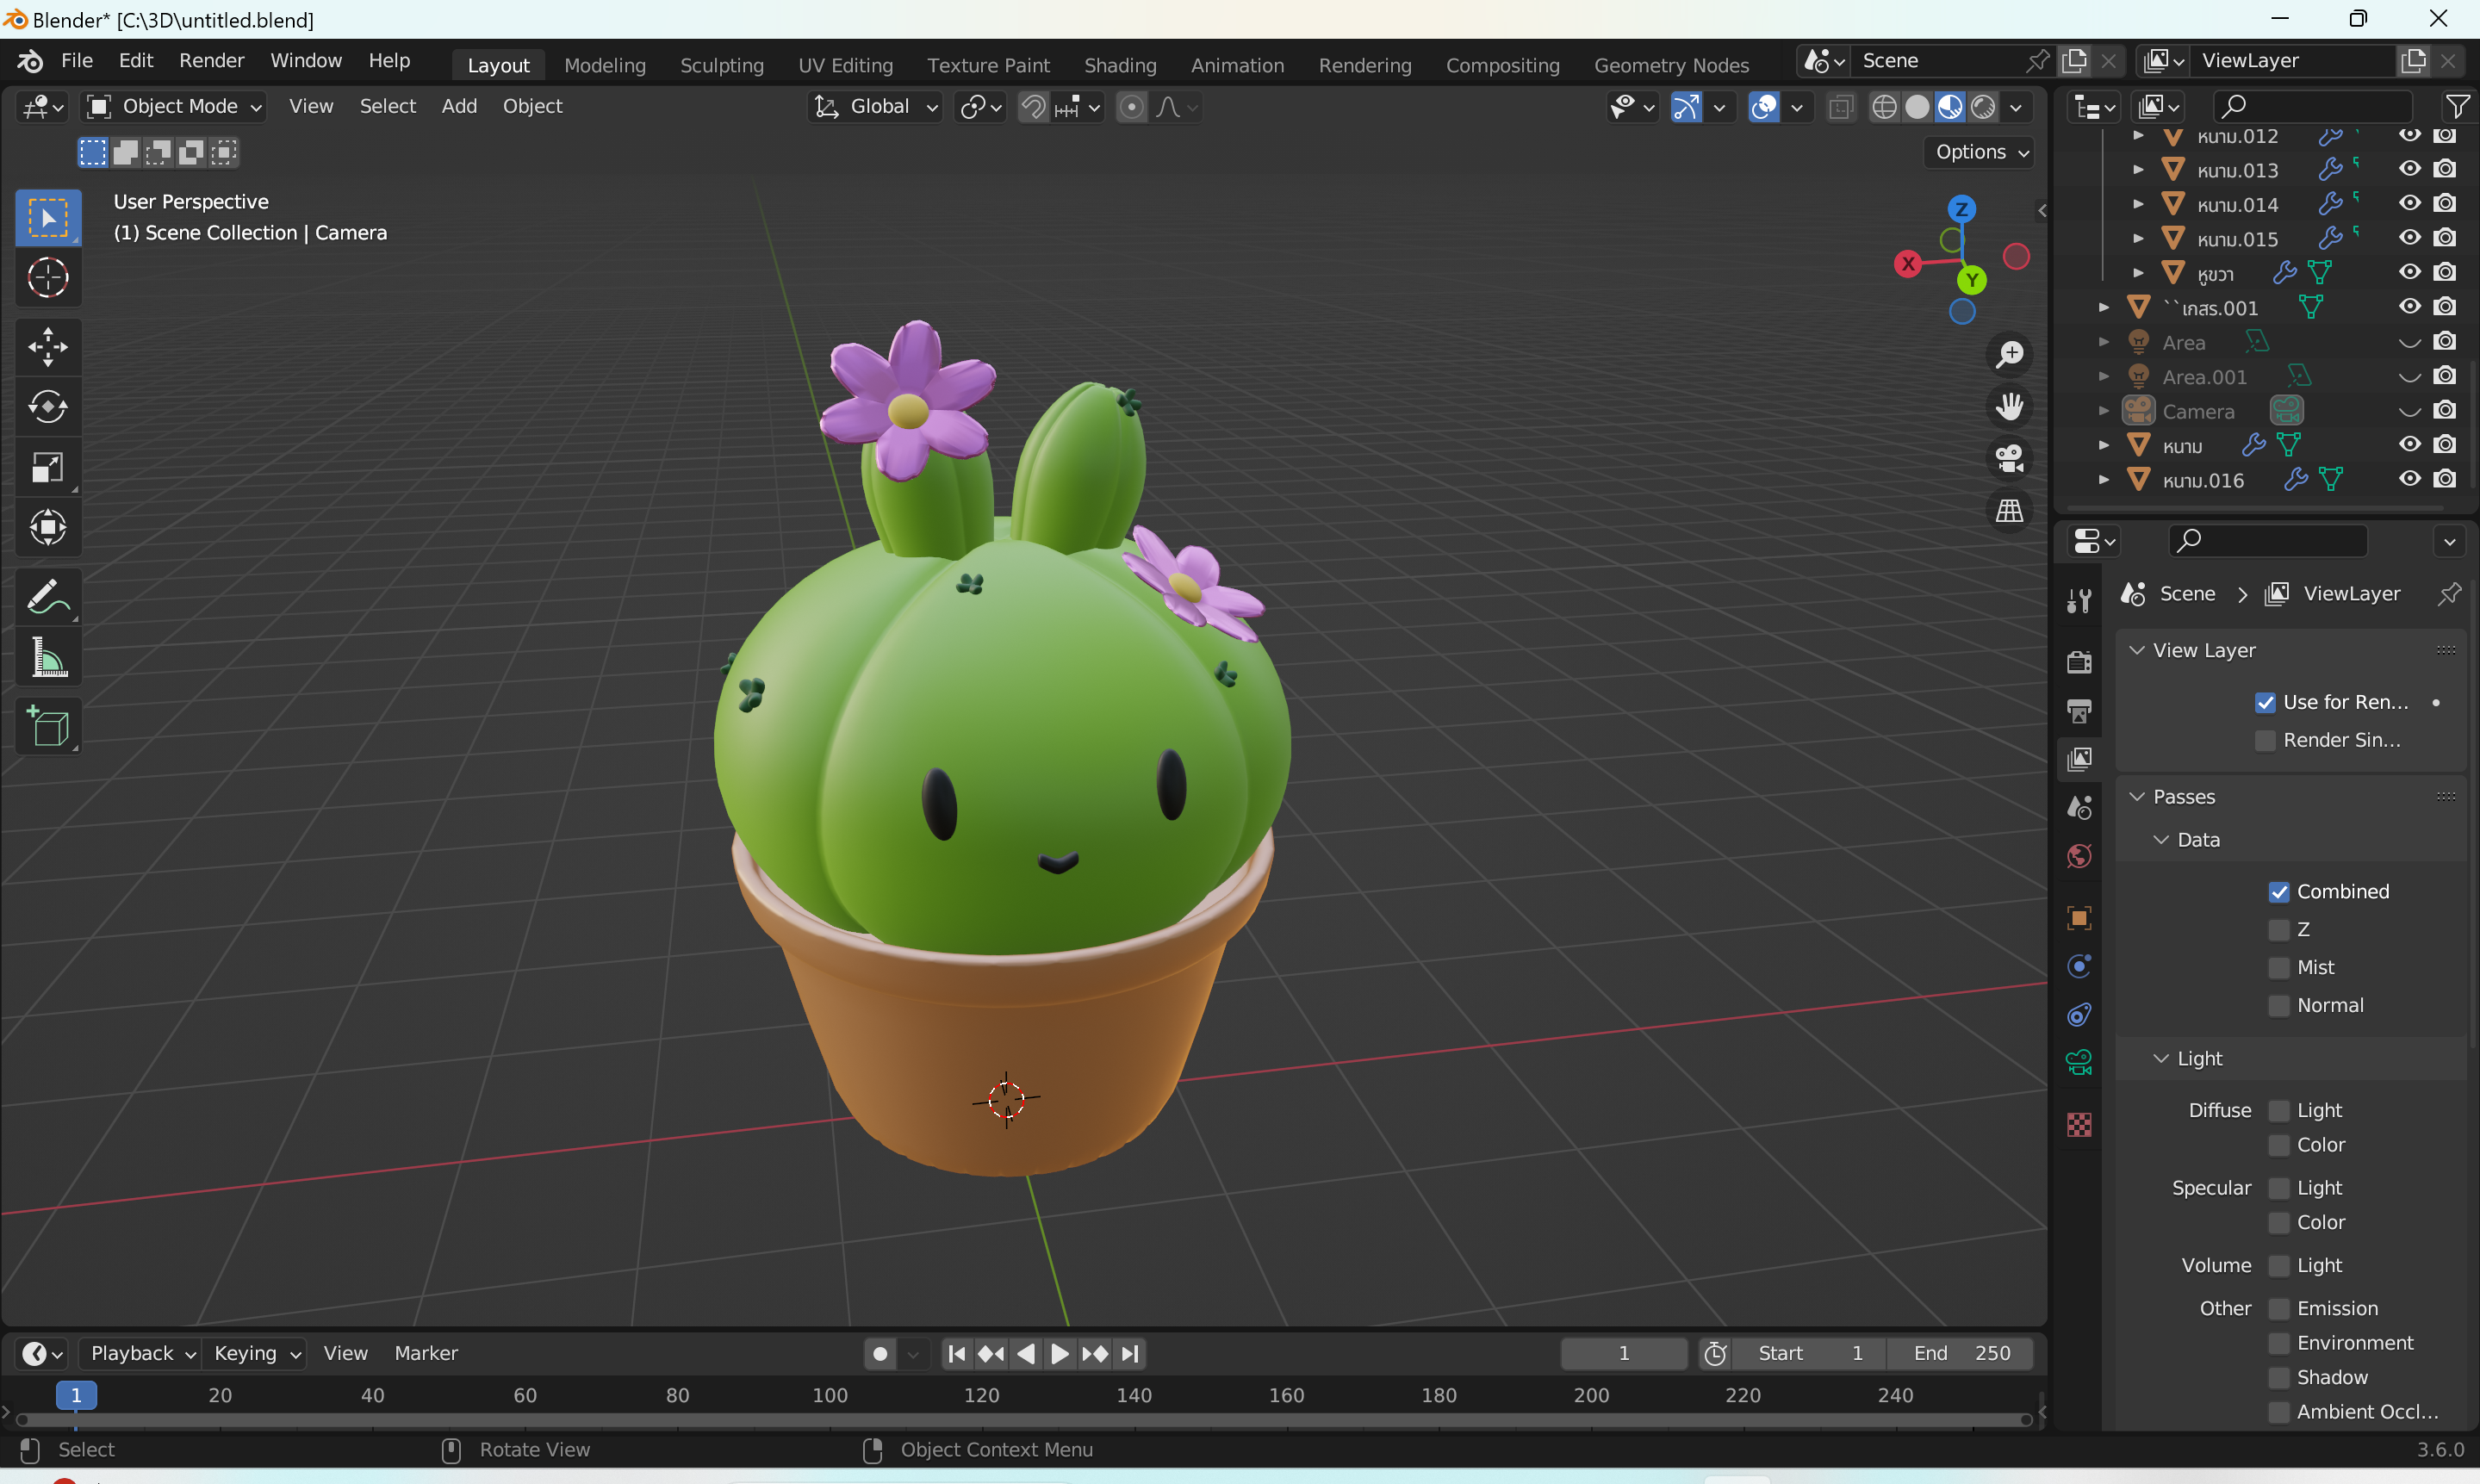 Blender* [C:\3D\untitled.blend]
File Edit Render Window Help
Layout Modeling Sculpting UV Editing Texture Paint Shading Animation Rendering Compositing Geometry Nodes
Scene
ViewLayer
Object Mode View Select Add Object
Global
Options
User Perspective
(1) Scene Collection | Camera
Z
X
Y
หนาม.012
หนาม.013
หนาม.014
หนาม.015
หูขวา
``เกสร.001
Area
Area.001
Camera
หนาม
หนาม.016
Scene > ViewLayer
View Layer
Use for Ren...
Render Sin...
Passes
Data
Combined
Z
Mist
Normal
Light
Diffuse Light
Color
Specular Light
Color
Volume Light
Other Emission
Environment
Shadow
Ambient Occl...
Playback Keying View Marker
1 Start 1 End 250
1 20 40 60 80 100 120 140 160 180 200 220 240
Select Rotate View Object Context Menu 3.6.0